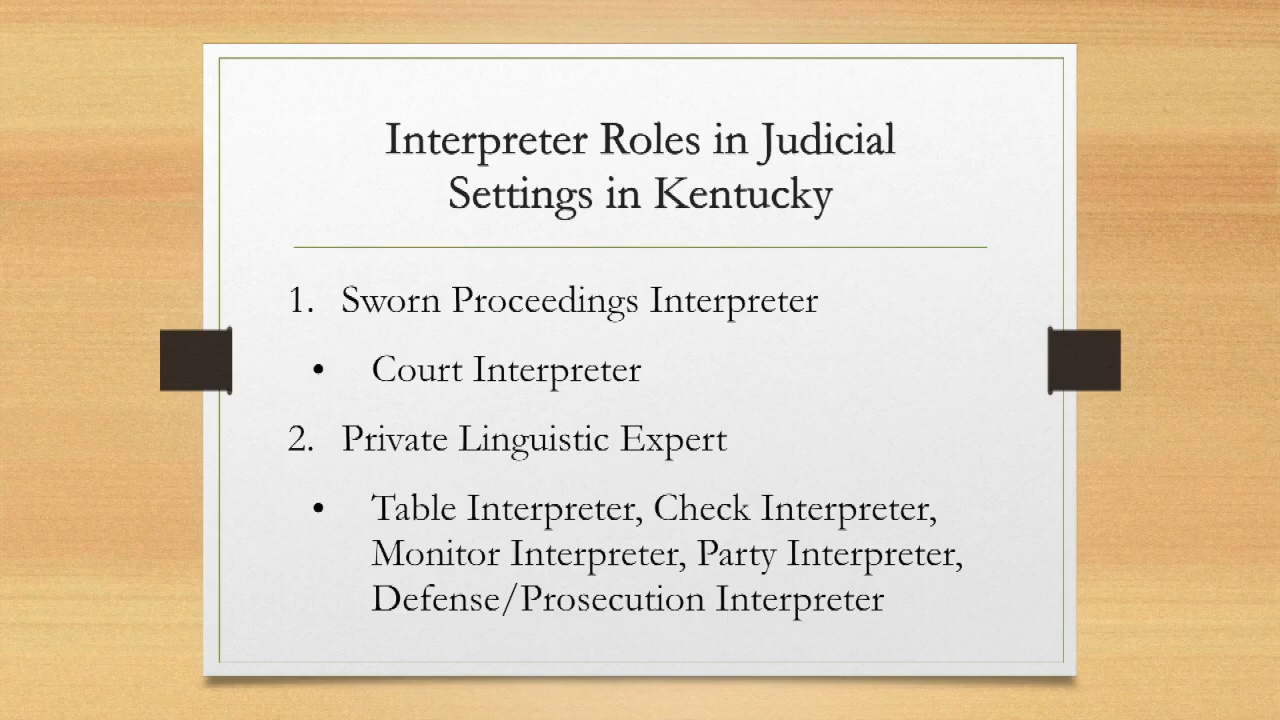 Interpreter Roles in Judicial
Settings in Kentucky
1. Sworn Proceedings Interpreter
• Court Interpreter
2. Private Linguistic Expert
• Table Interpreter, Check Interpreter,
Monitor Interpreter, Party Interpreter,
Defense/Prosecution Interpreter